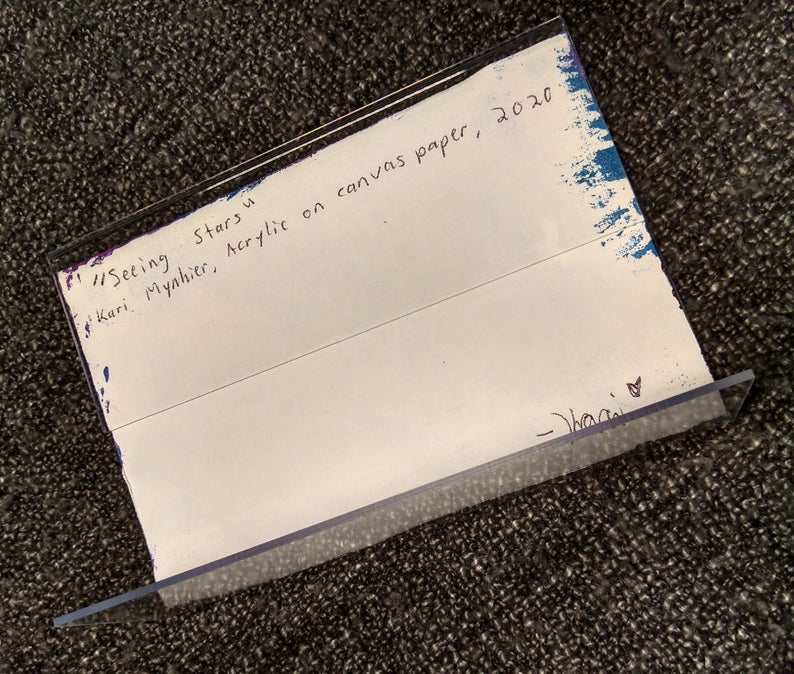 "Seeing Stars"
Kari Mynhier, Acrylic on canvas paper, 2020